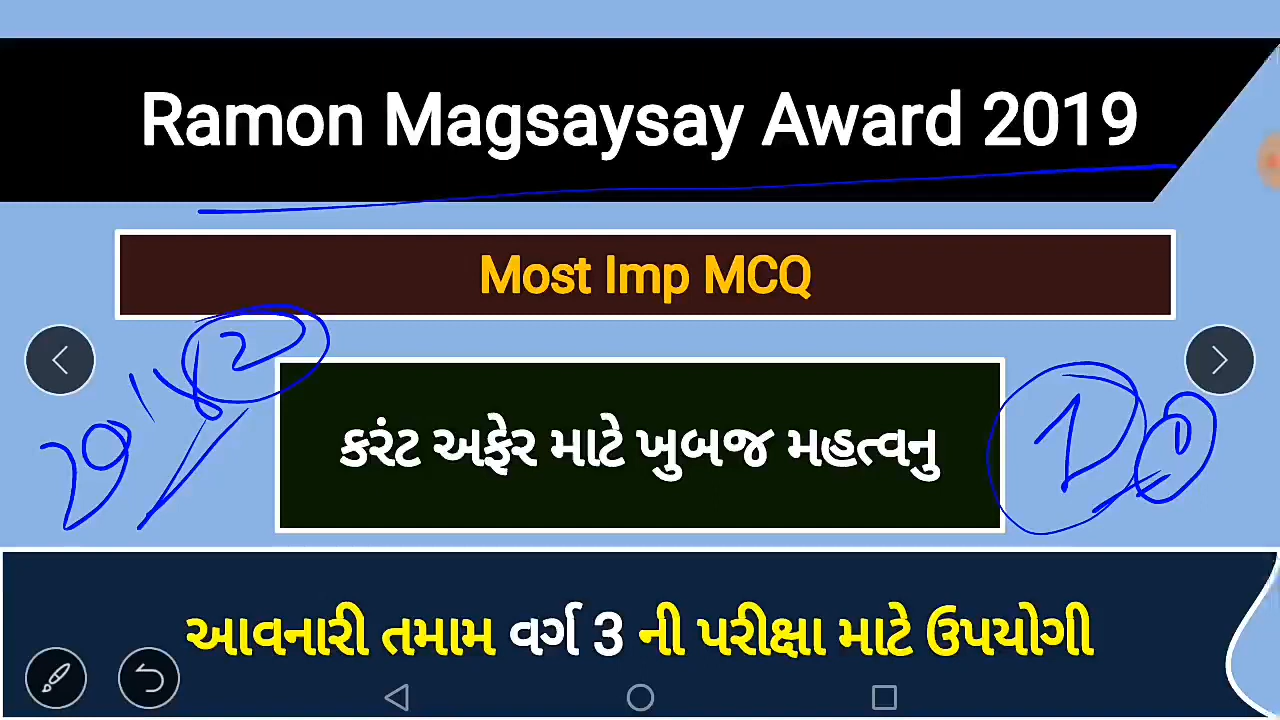 Ramon Magsaysay Award 2019
Most Imp MCQ
કરંટ અફેર માટે ખુબજ મહત્વનુ
આવનારી તમામ વર્ગ 3 ની પરીક્ષા માટે ઉપયોગી